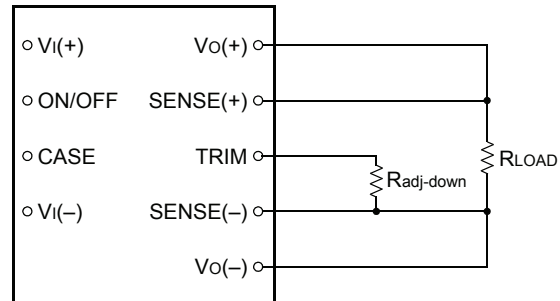 VI(+) VO(+)
ON/OFF SENSE(+)
CASE TRIM
RLOAD
Radj-down
VI(–) SENSE(–)
VO(–)